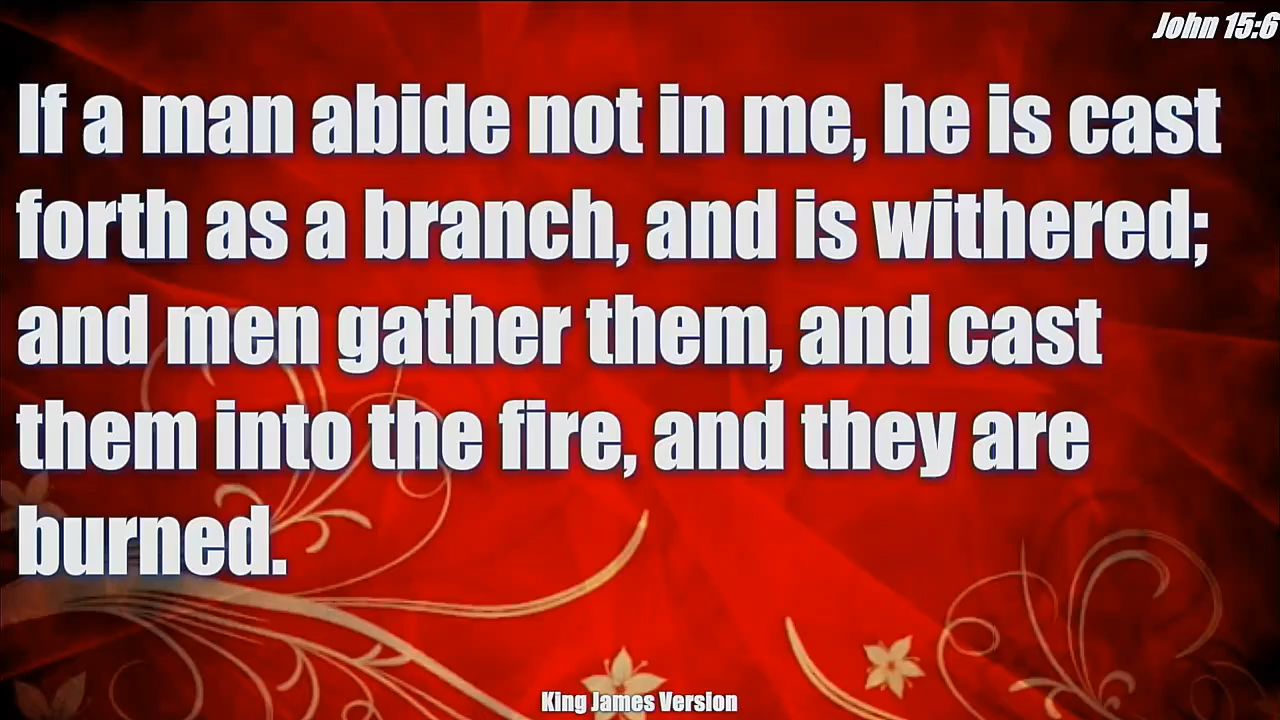 John 15:6
If a man abide not in me, he is cast
forth as a branch, and is withered;
and men gather them, and cast
them into the fire, and they are
burned.
King James Version